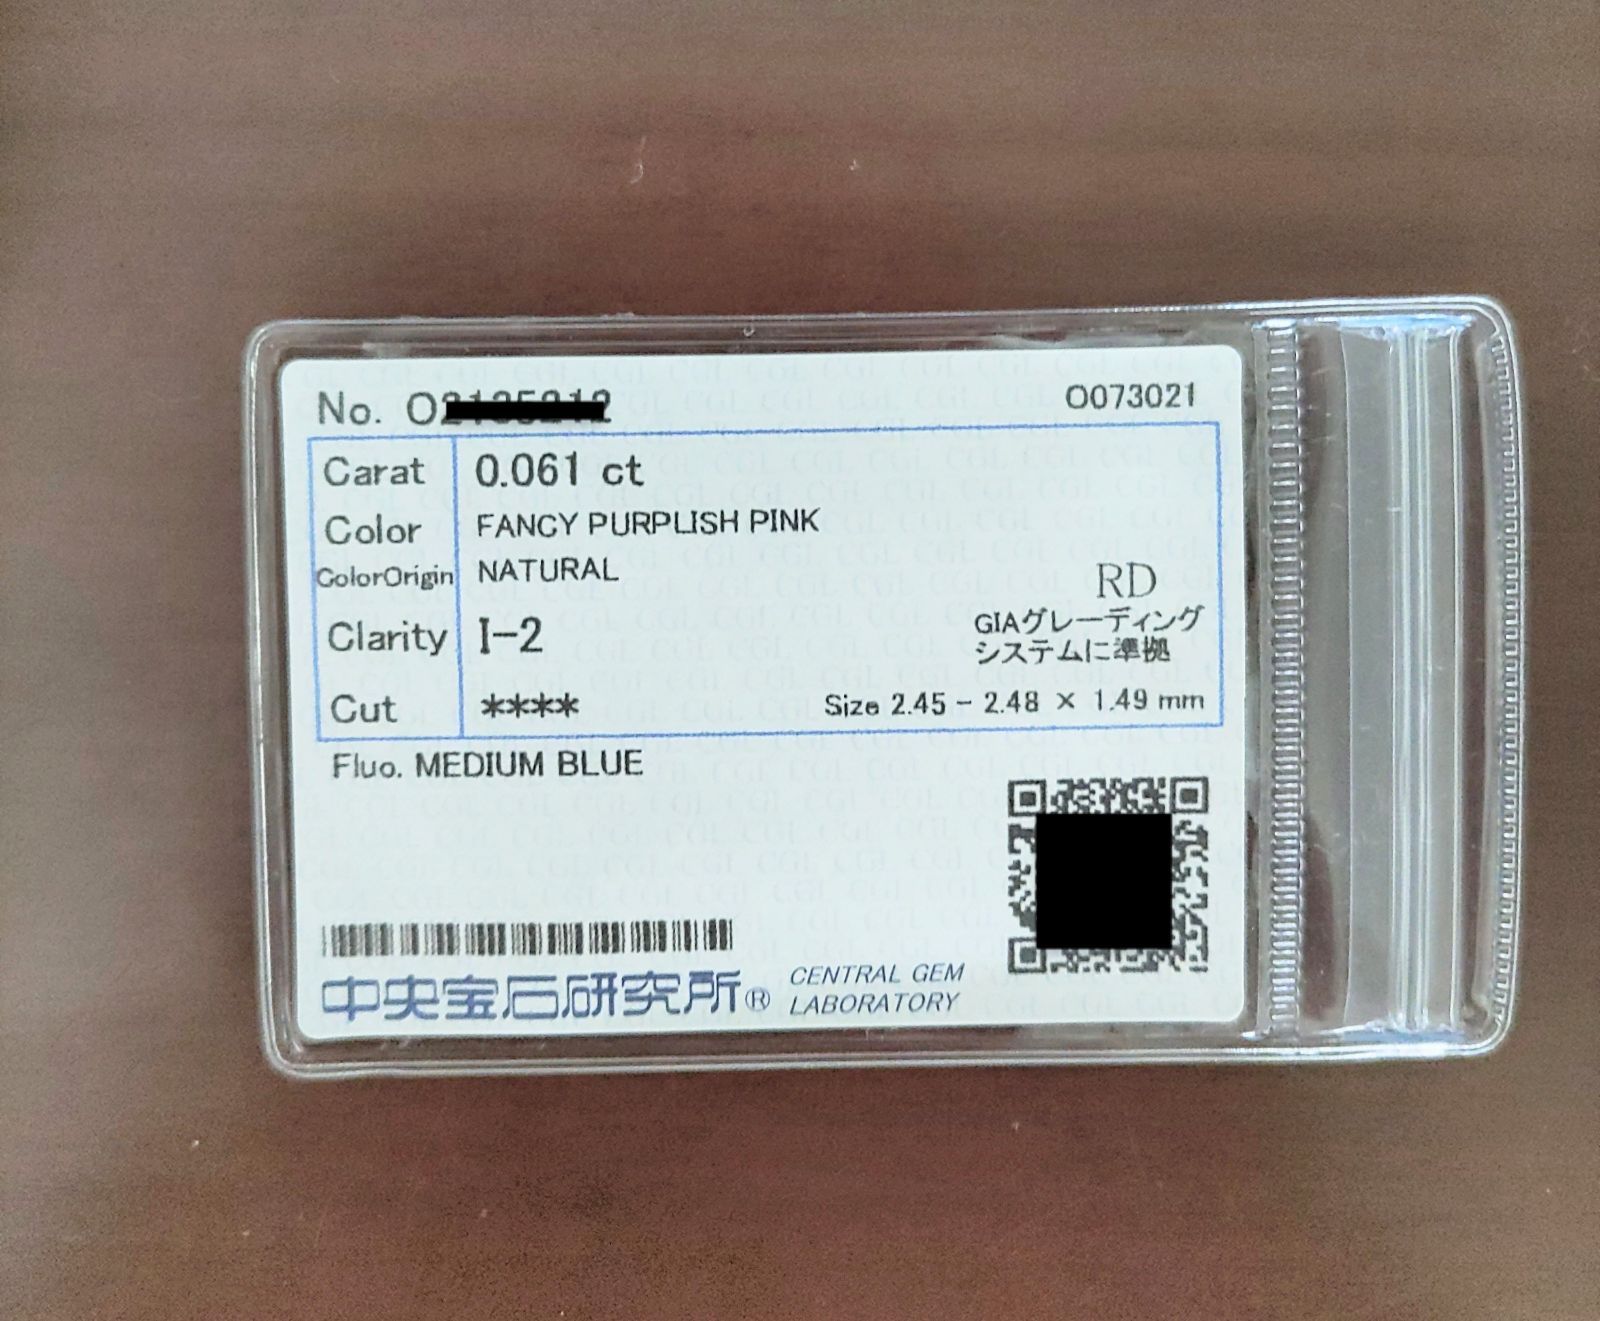 No. O
O073021
Carat 0.061 ct
Color FANCY PURPLISH PINK
ColorOrigin NATURAL
RD
GIAグレーディング
システムに準拠
Clarity I-2
Cut ****
Size 2.45 - 2.48 × 1.49 mm
Fluo. MEDIUM BLUE
中央宝石研究所®
CENTRAL GEM
LABORATORY